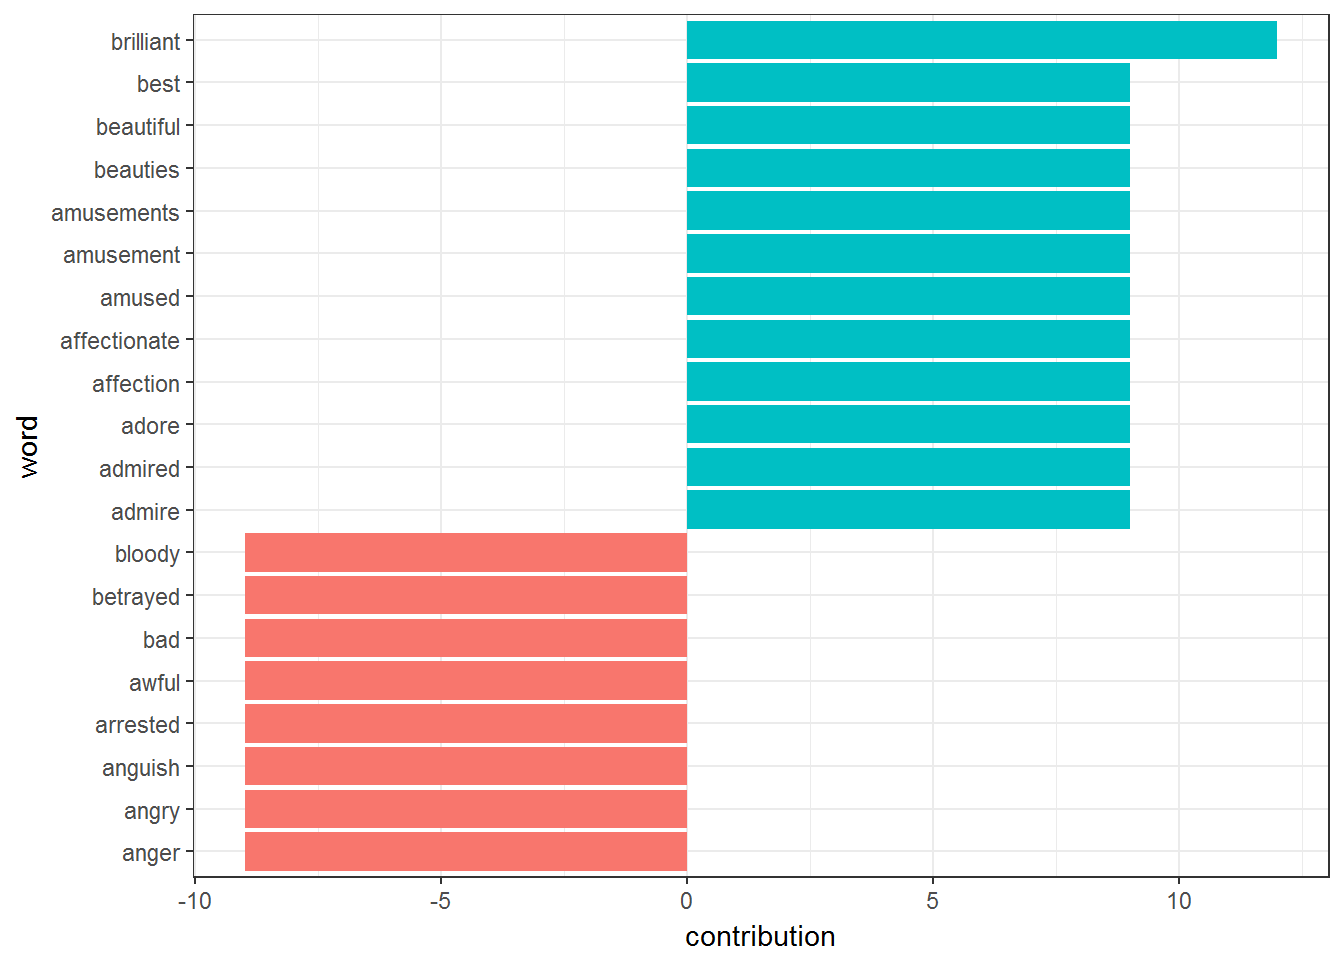 brilliant
best
beautiful
beauties
amusements
amusement
amused
affectionate
affection
adore
admired
admire
bloody
betrayed
bad
awful
arrested
anguish
angry
anger
word
-10 -5 0 5 10
contribution